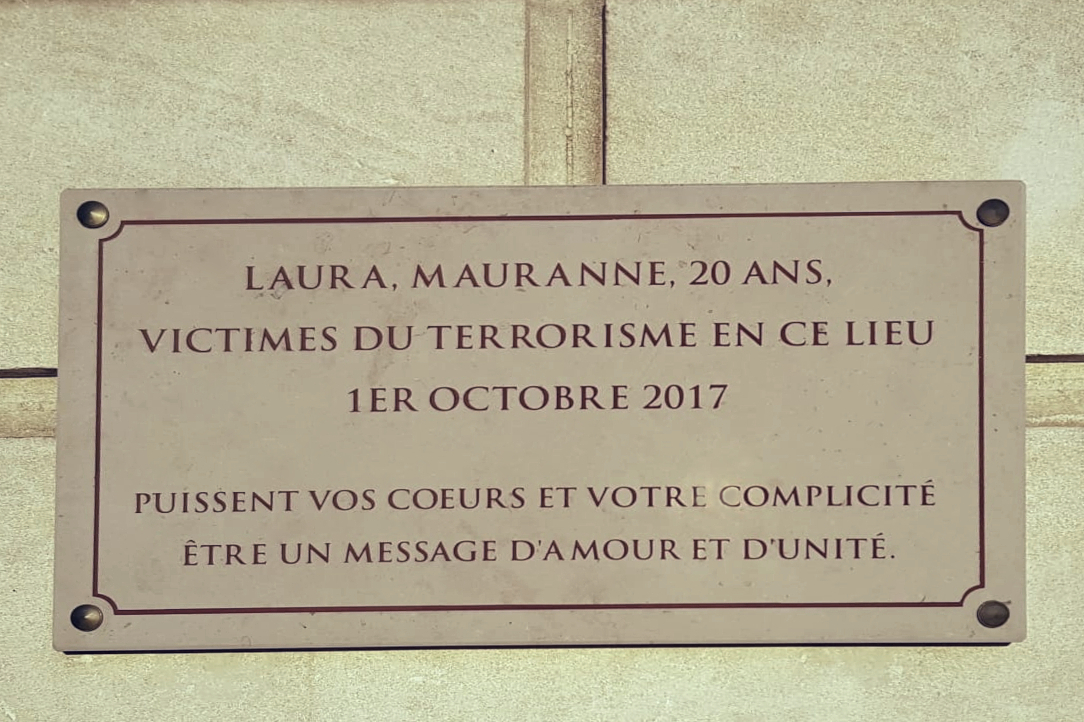 LAURA, MAURANNE, 20 ANS,
VICTIMES DU TERRORISME EN CE LIEU
1ER OCTOBRE 2017
PUISSENT VOS COEURS ET VOTRE COMPLICITÉ
ÊTRE UN MESSAGE D'AMOUR ET D'UNITÉ.